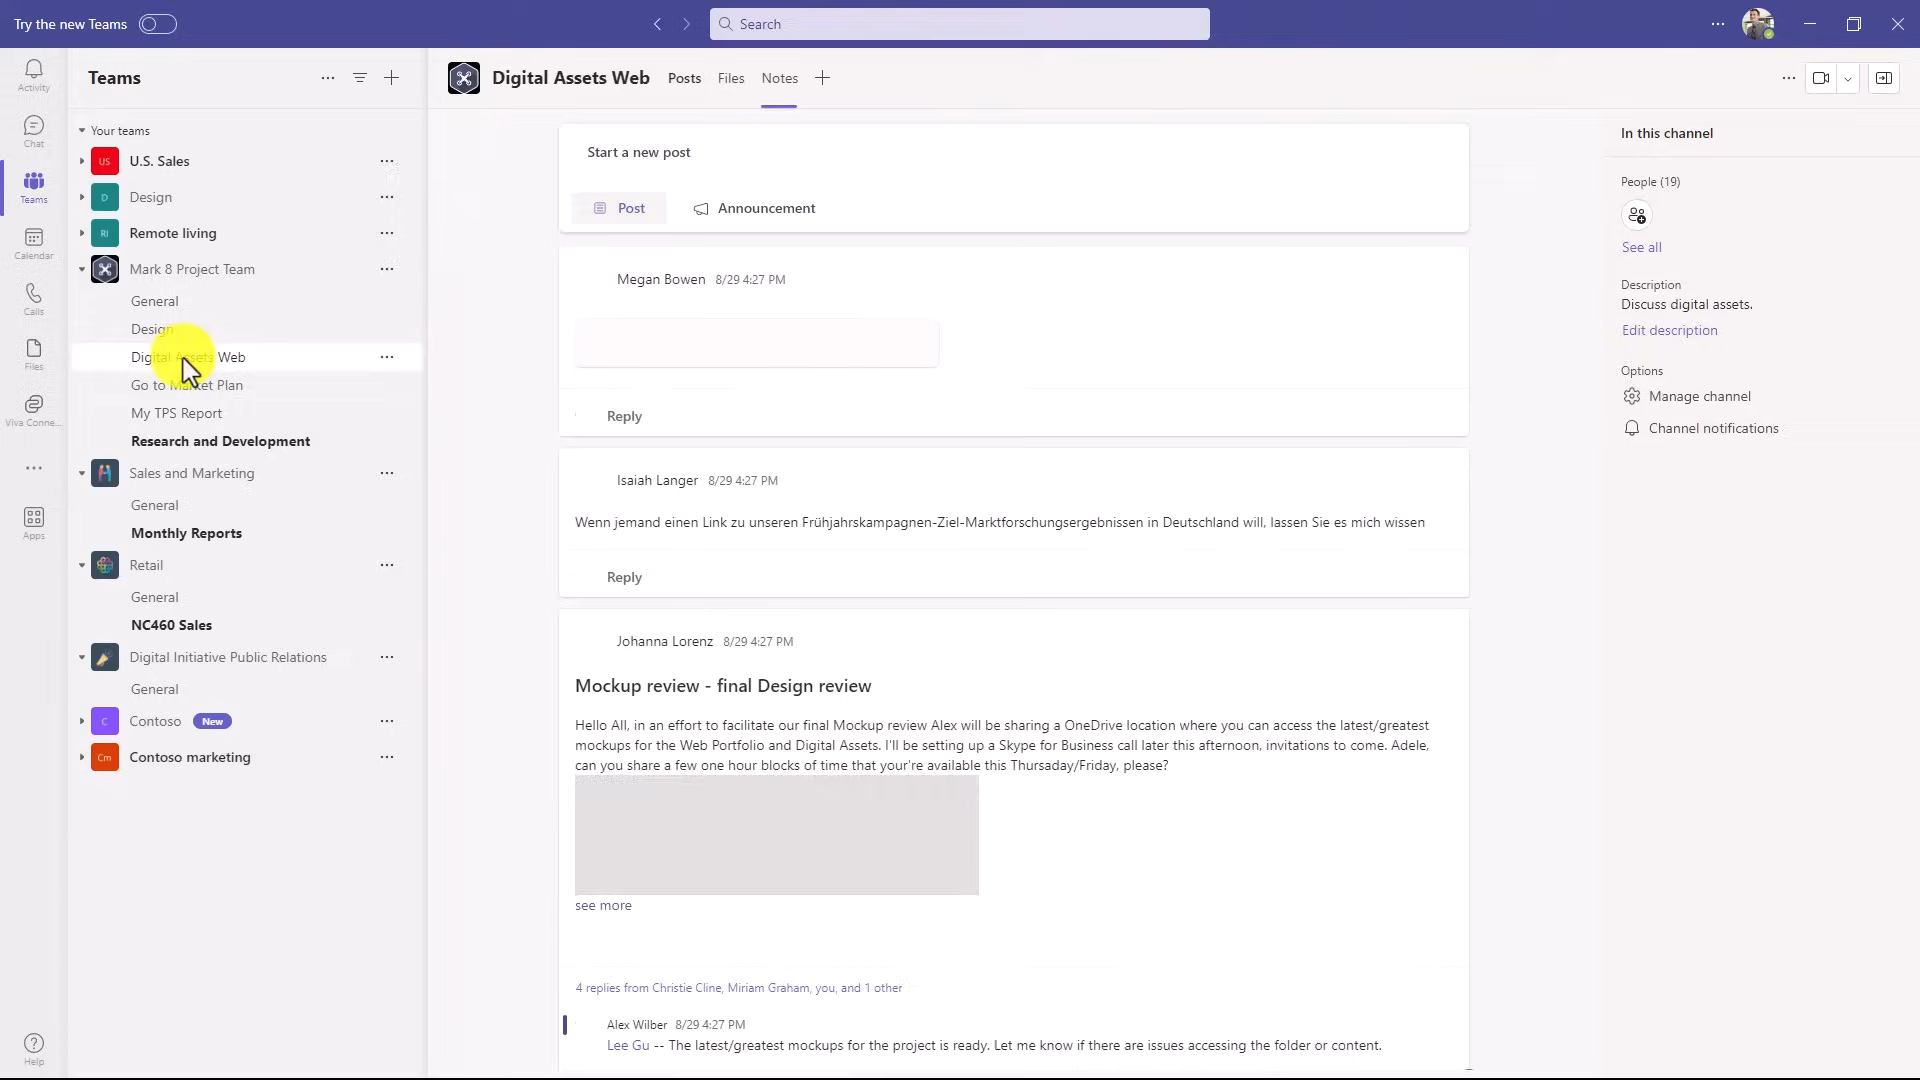 Try the new Teams
Search
Activity
Chat
Teams
Calendar
Calls
Files
Viva Conne...
Apps
Help
Teams
Your teams
US U.S. Sales
D Design
RI Remote living
Mark 8 Project Team
General
Design
Digital Assets Web
Go to Market Plan
My TPS Report
Research and Development
Sales and Marketing
General
Monthly Reports
Retail
General
NC460 Sales
Digital Initiative Public Relations
General
C Contoso New
Cm Contoso marketing
Digital Assets Web Posts Files Notes
Start a new post
Post Announcement
Megan Bowen 8/29 4:27 PM
Reply
Isaiah Langer 8/29 4:27 PM
Wenn jemand einen Link zu unseren Frühjahrskampagnen-Ziel-Marktforschungsergebnissen in Deutschland will, lassen Sie es mich wissen
Reply
Johanna Lorenz 8/29 4:27 PM
Mockup review - final Design review
Hello All, in an effort to facilitate our final Mockup review Alex will be sharing a OneDrive location where you can access the latest/greatest
mockups for the Web Portfolio and Digital Assets. I'll be setting up a Skype for Business call later this afternoon, invitations to come. Adele,
can you share a few one hour blocks of time that your're available this Thursaday/Friday, please?
see more
4 replies from Christie Cline, Miriam Graham, you, and 1 other
Alex Wilber 8/29 4:27 PM
Lee Gu -- The latest/greatest mockups for the project is ready. Let me know if there are issues accessing the folder or content.
In this channel
People (19)
See all
Description
Discuss digital assets.
Edit description
Options
Manage channel
Channel notifications